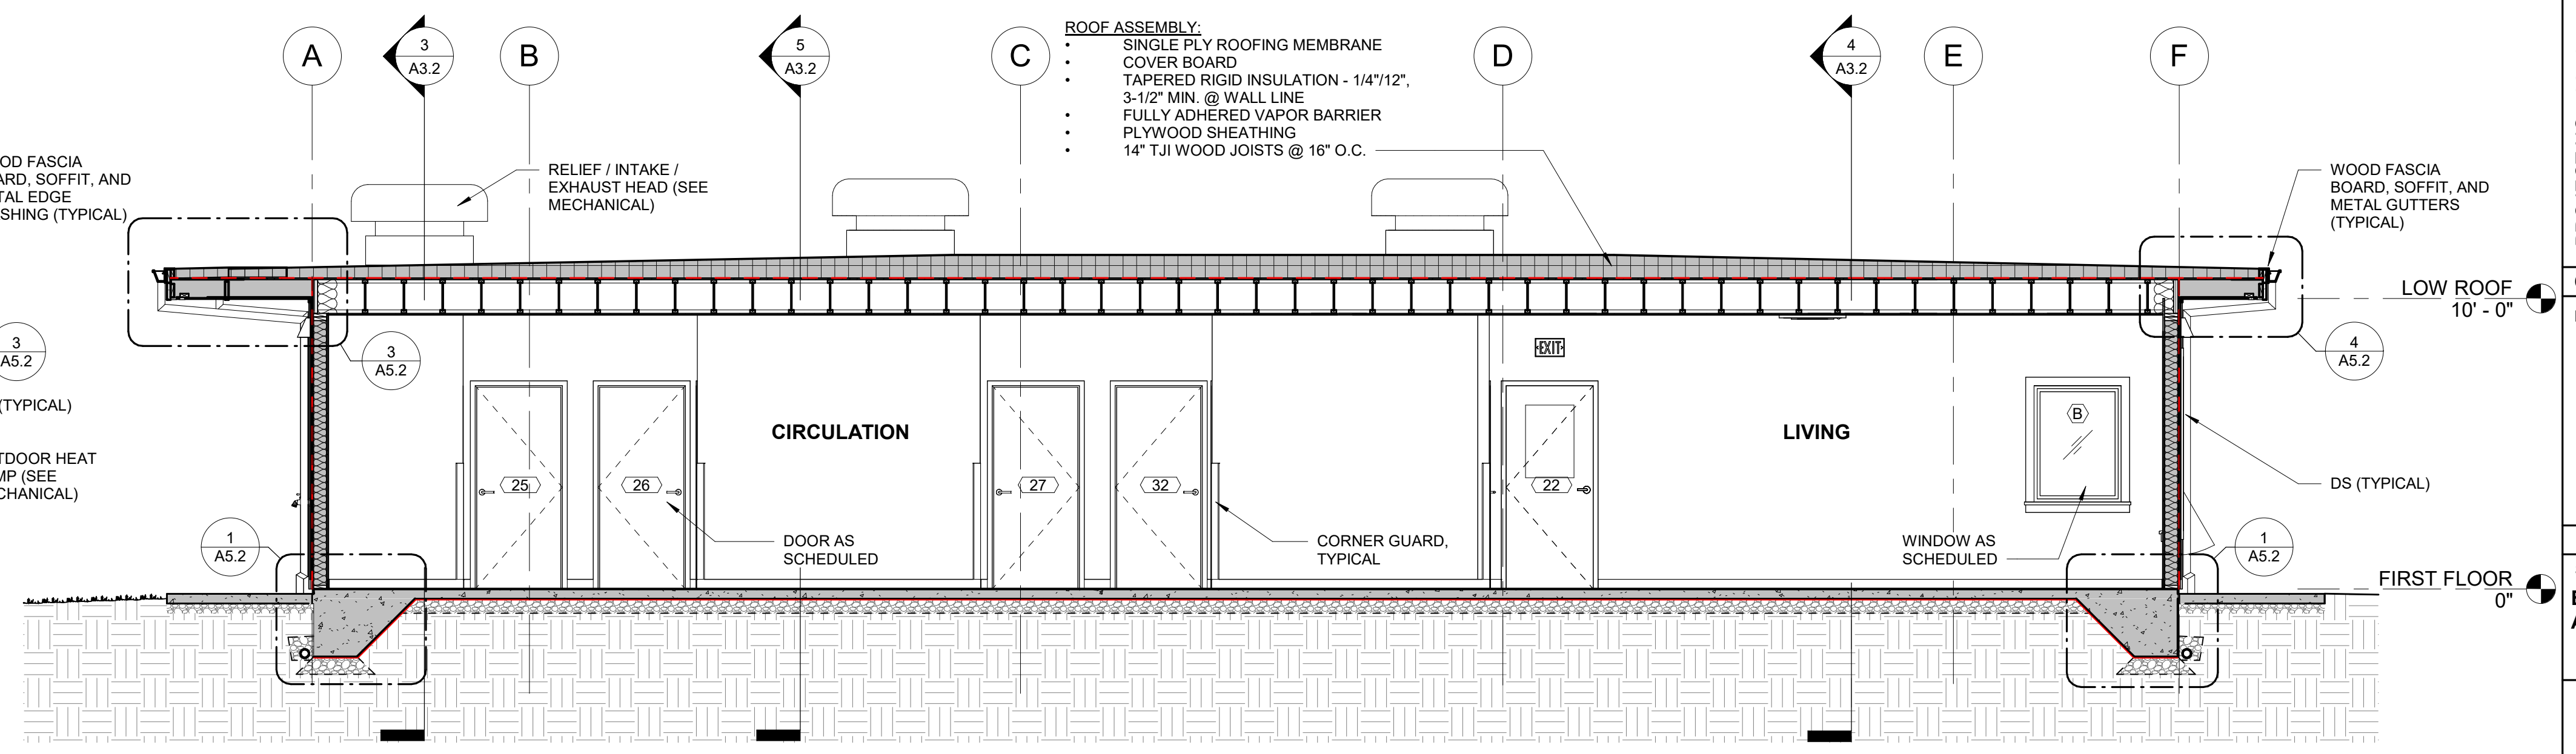 A
3
A3.2
B
5
A3.2
C
D
4
A3.2
E
F
ROOF ASSEMBLY:
• SINGLE PLY ROOFING MEMBRANE
• COVER BOARD
• TAPERED RIGID INSULATION - 1/4"/12",
3-1/2" MIN. @ WALL LINE
• FULLY ADHERED VAPOR BARRIER
• PLYWOOD SHEATHING
• 14" TJI WOOD JOISTS @ 16" O.C.
OD FASCIA
ARD, SOFFIT, AND
TAL EDGE
SHING (TYPICAL)
RELIEF / INTAKE /
EXHAUST HEAD (SEE
MECHANICAL)
WOOD FASCIA
BOARD, SOFFIT, AND
METAL GUTTERS
(TYPICAL)
LOW ROOF
10' - 0"
3
A5.2
3
A5.2
EXIT
4
A5.2
(TYPICAL)
CIRCULATION
LIVING
B
TDOOR HEAT
MP (SEE
CHANICAL)
25
26
27
32
22
DS (TYPICAL)
1
A5.2
DOOR AS
SCHEDULED
CORNER GUARD,
TYPICAL
WINDOW AS
SCHEDULED
1
A5.2
FIRST FLOOR
0"